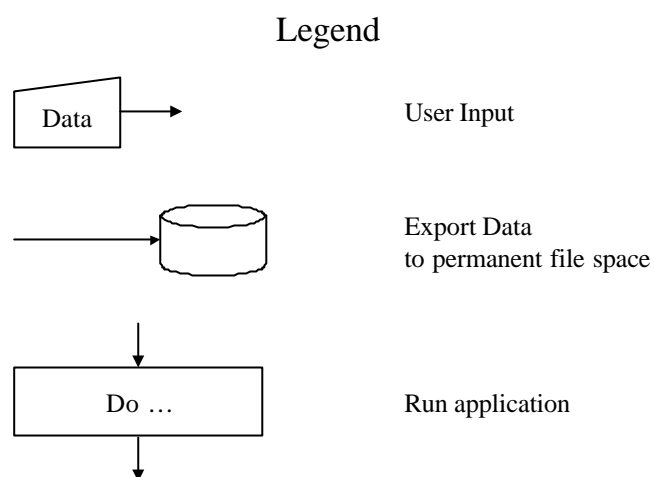 Legend
Data
User Input
Export Data
to permanent file space
Do …
Run application